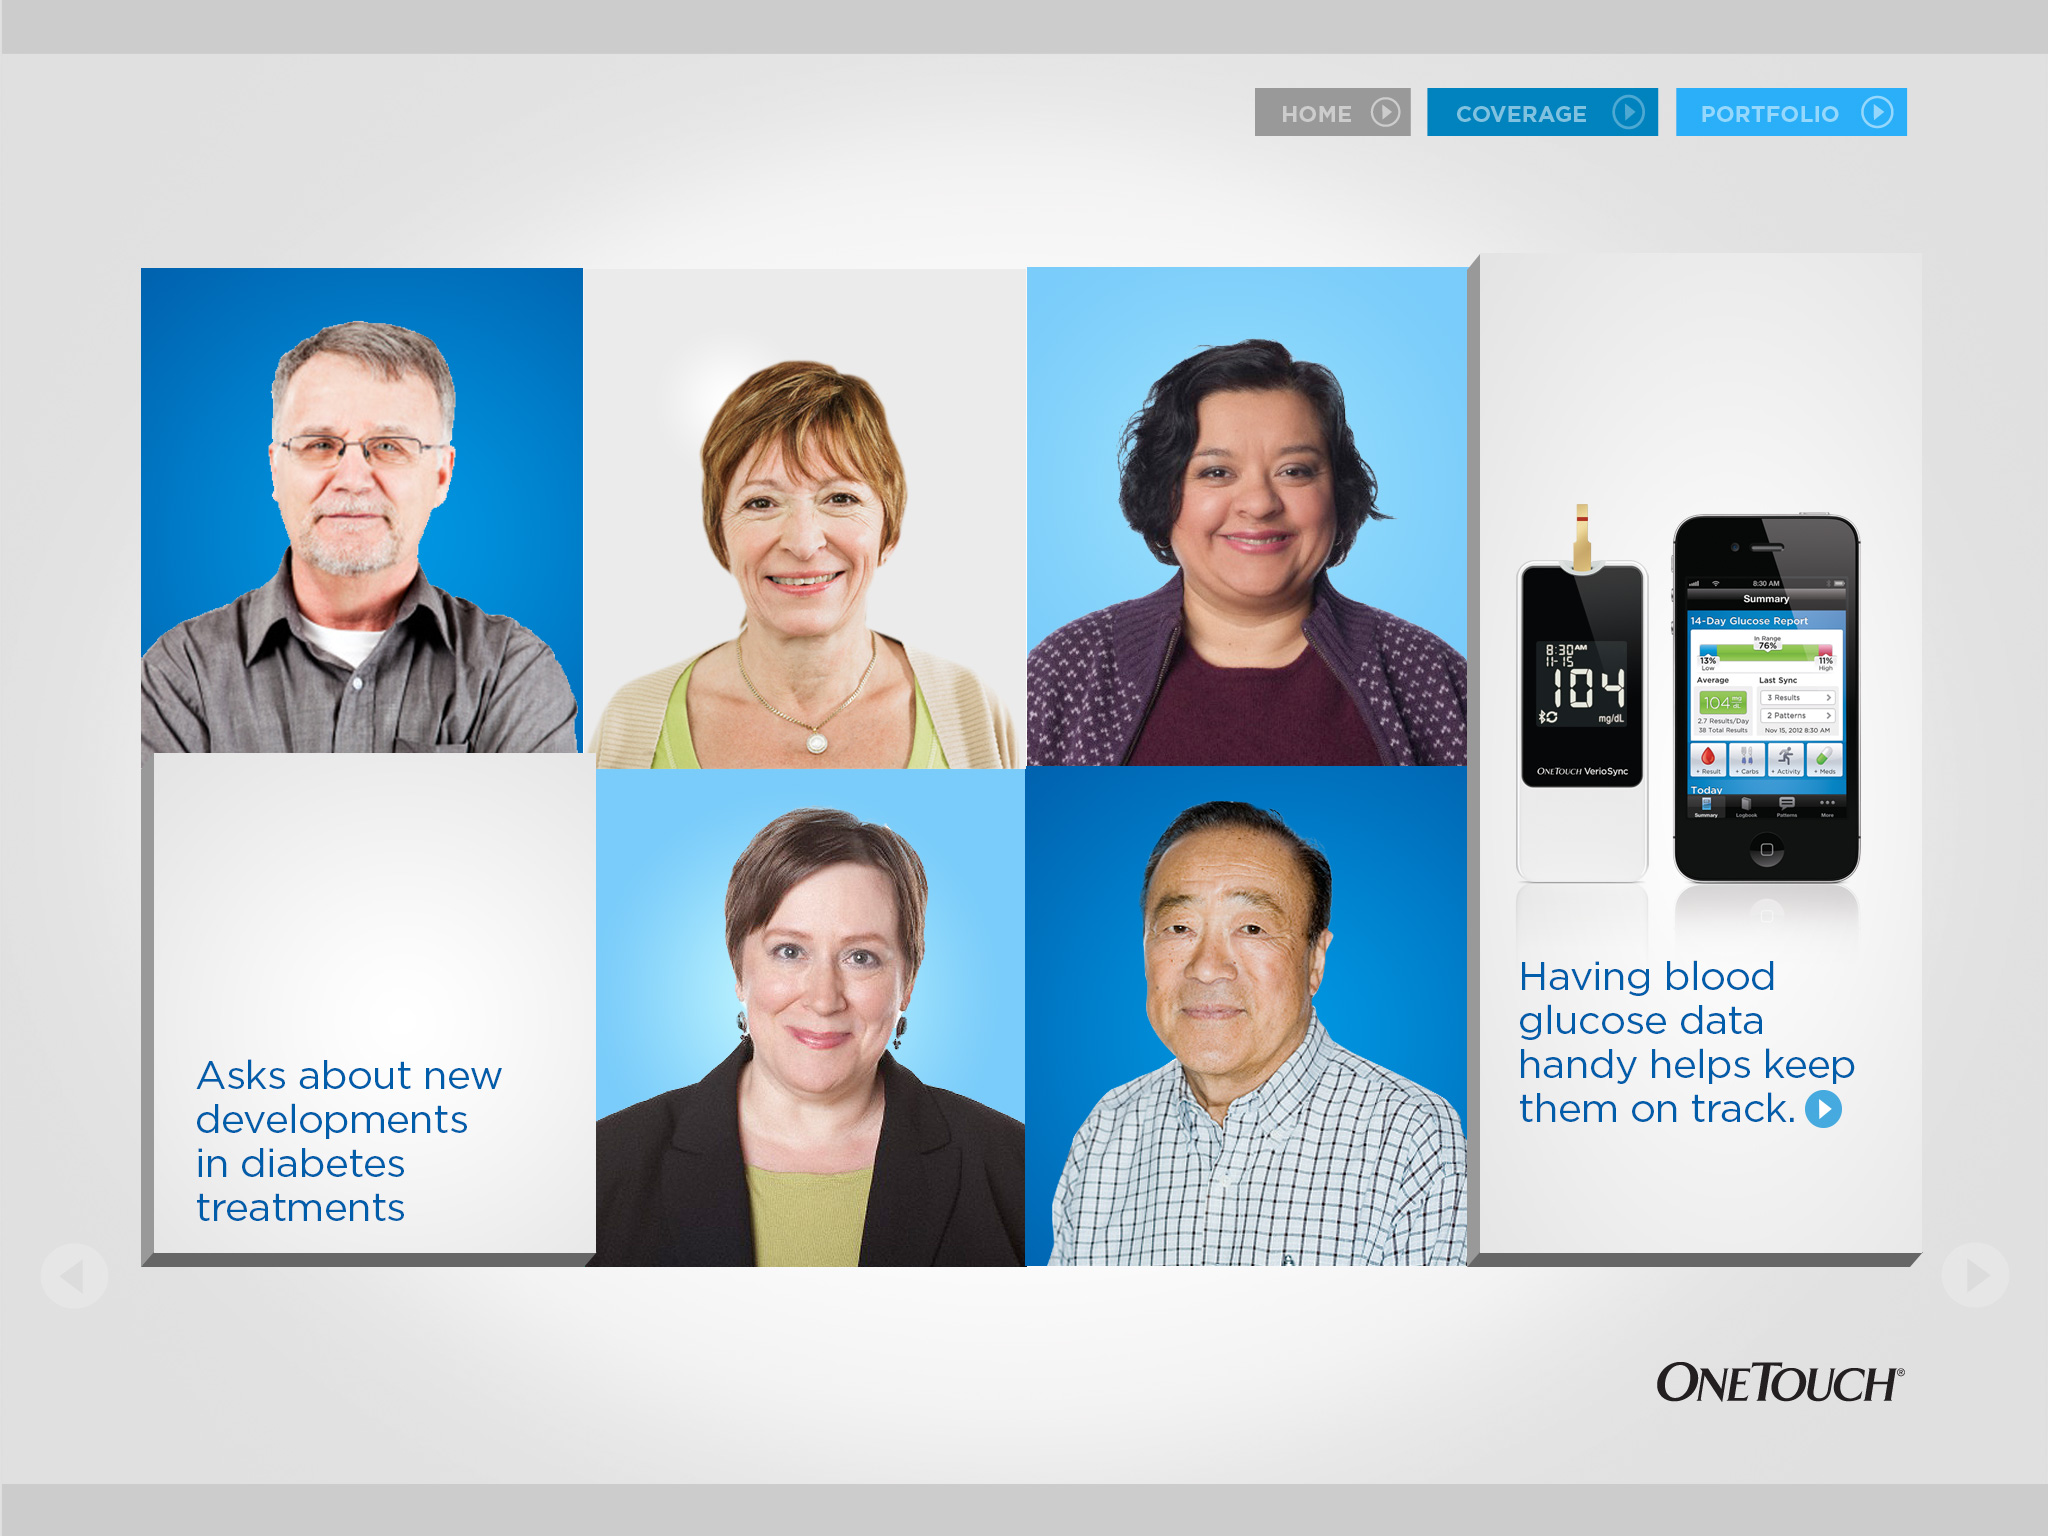 HOME
COVERAGE
PORTFOLIO
8:30 AM
Summary
14-Day Glucose Report
In Range
76%
13%
Low
11%
High
Average
Last Sync
104 mg/dL
3 Results
2.7 Results/Day
2 Patterns
38 Total Results
Nov 15, 2012 8:30 AM
+ Result
+ Carbs
+ Activity
+ Meds
Today
Summary
Logbook
Patterns
More
8:30 AM
11-15
104
mg/dL
ONETOUCH VerioSync
Having blood
glucose data
handy helps keep
them on track.
Asks about new
developments
in diabetes
treatments
ONETOUCH®